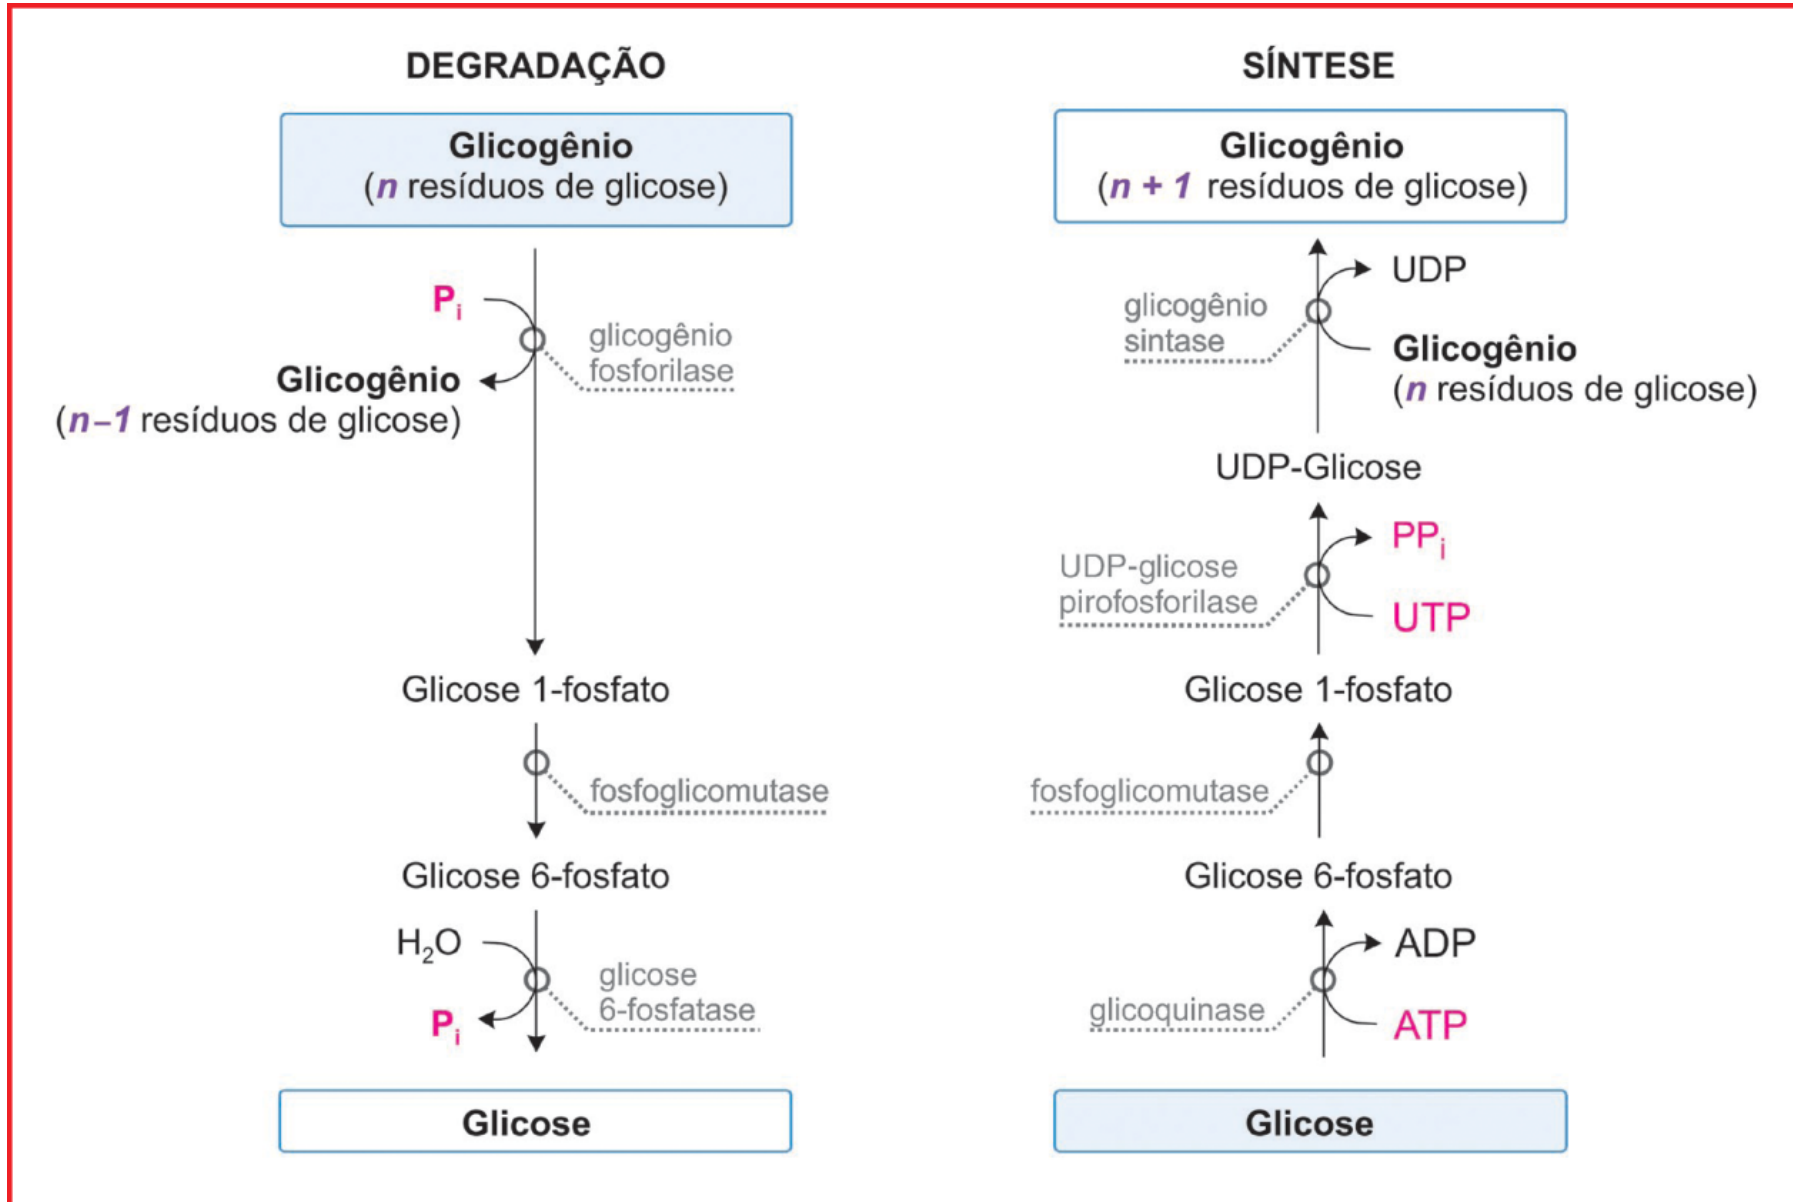 DEGRADAÇÃO
Glicogênio
(n resíduos de glicose)
Pi
glicogênio
fosforilase
Glicogênio
(n–1 resíduos de glicose)
Glicose 1-fosfato
fosfoglicomutase
Glicose 6-fosfato
H2O
glicose
6-fosfatase
Pi
Glicose
SÍNTESE
Glicogênio
(n + 1 resíduos de glicose)
UDP
glicogênio
sintase
Glicogênio
(n resíduos de glicose)
UDP-Glicose
PPi
UDP-glicose
pirofosforilase
UTP
Glicose 1-fosfato
fosfoglicomutase
Glicose 6-fosfato
ADP
glicoquinase
ATP
Glicose